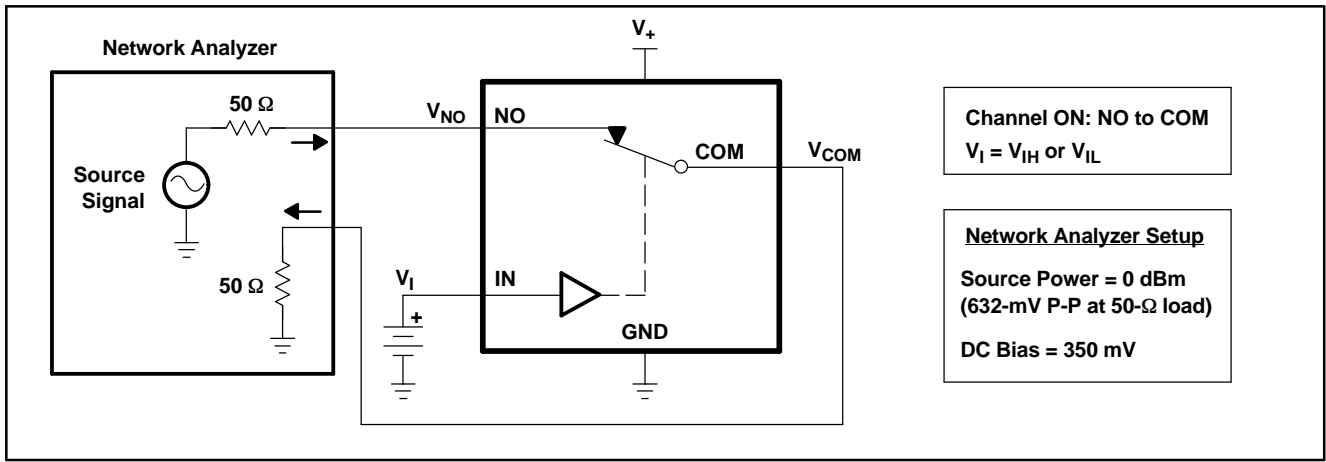 Network Analyzer
50 Ω
Source
Signal
50 Ω
V+
VNO
NO
COM
VCOM
VI
+
IN
GND
Channel ON: NO to COM
VI = VIH or VIL
Network Analyzer Setup
Source Power = 0 dBm
(632-mV P-P at 50-Ω load)
DC Bias = 350 mV